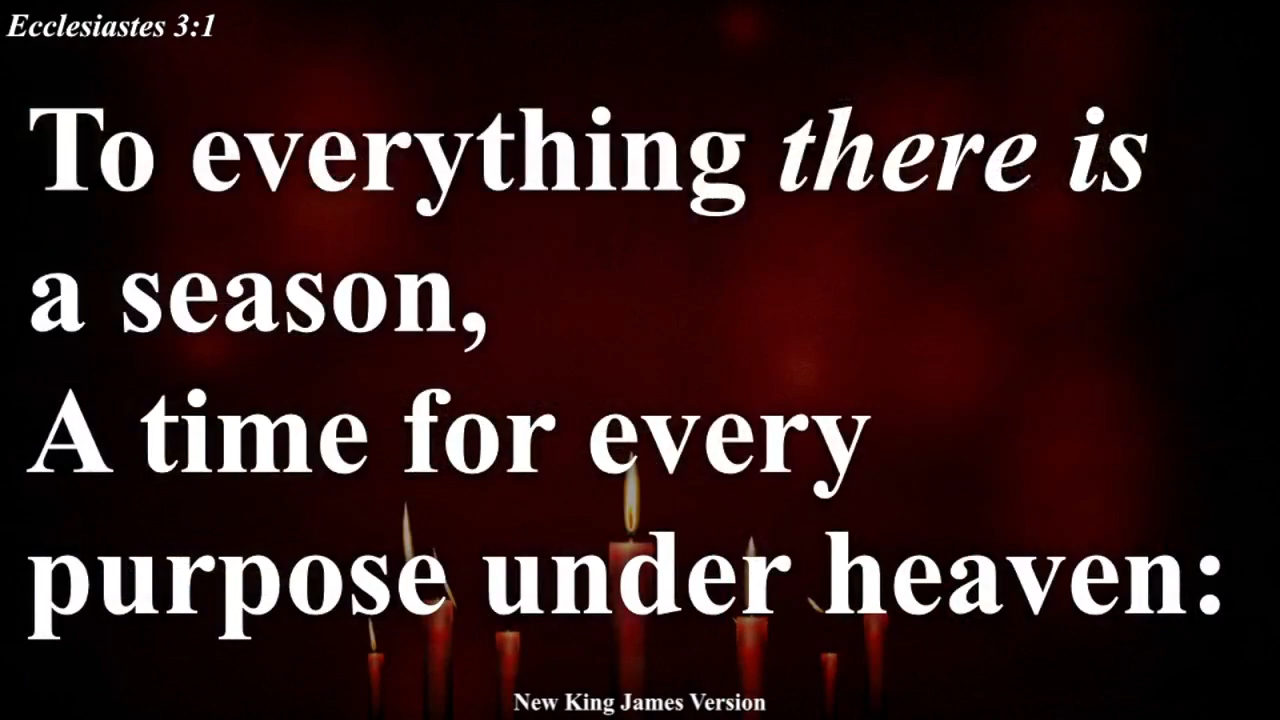 Ecclesiastes 3:1
To everything there is
a season,
A time for every
purpose under heaven:
New King James Version